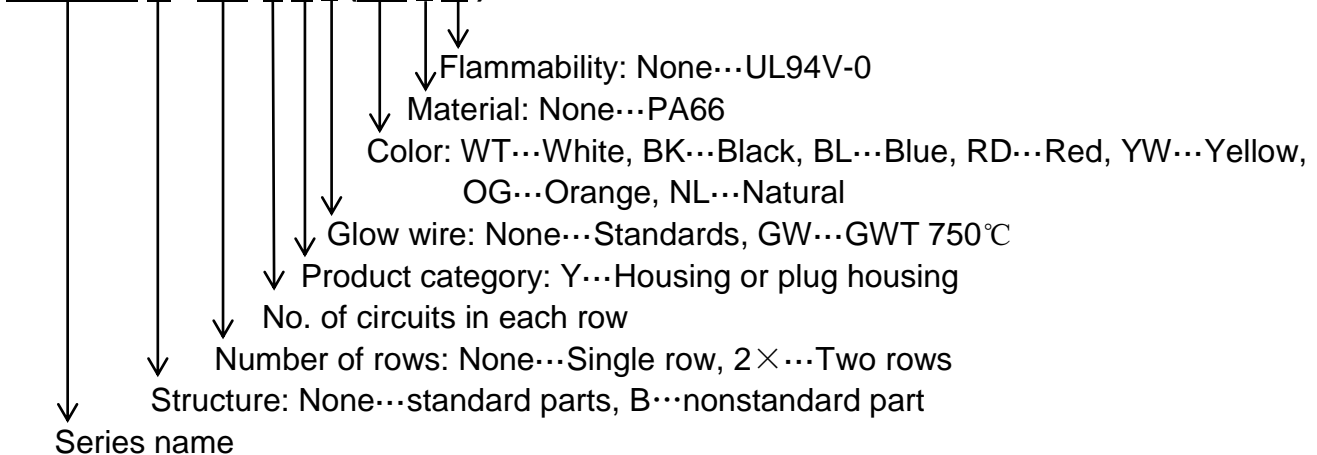 Flammability: None···UL94V-0
Material: None···PA66
Color: WT···White, BK···Black, BL···Blue, RD···Red, YW···Yellow,
OG···Orange, NL···Natural
Glow wire: None···Standards, GW···GWT 750℃
Product category: Y···Housing or plug housing
No. of circuits in each row
Number of rows: None···Single row, 2×···Two rows
Structure: None···standard parts, B···nonstandard part
Series name